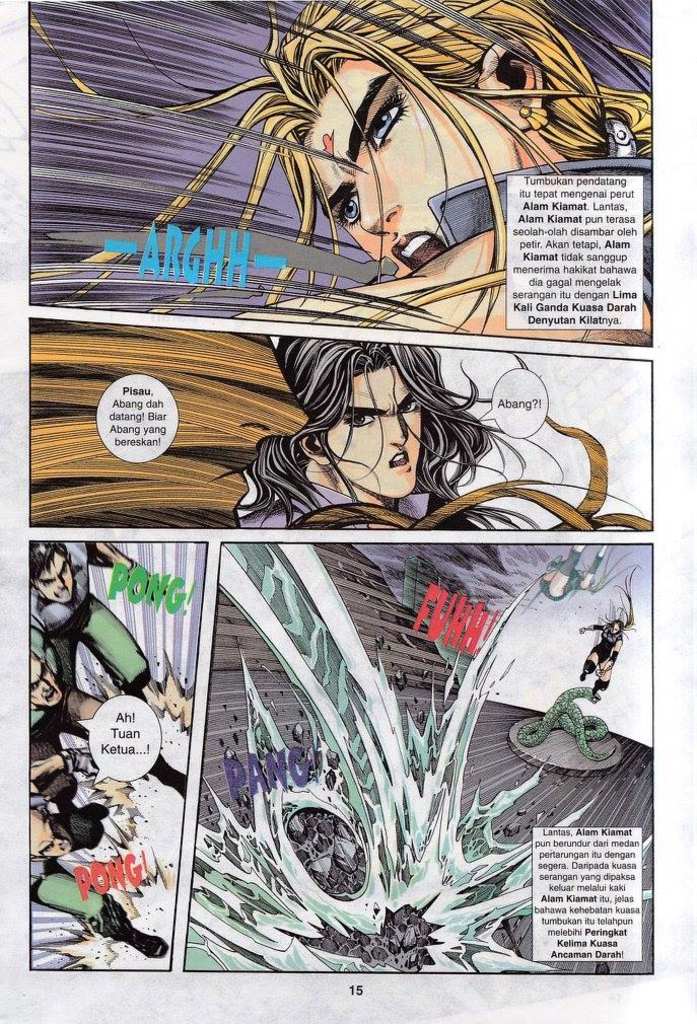 Tumbukan pendatang
itu tepat mengenai perut
Alam Kiamat. Lantas,
Alam Kiamat pun terasa
seolah-olah disambar oleh
petir. Akan tetapi, Alam
Kiamat tidak sanggup
menerima hakikat bahawa
dia gagal mengelak
serangan itu dengan Lima
Kali Ganda Kuasa Darah
Denyutan Kilatnya.
ARGHH
Pisau,
Abang dah
datang! Biar
Abang yang
bereskan!
Abang?!
PONG!
Ah!
Tuan
Ketua...!
PONG!
FUHH!
PANG!
Lantas, Alam Kiamat
pun berundur dari medan
pertarungan itu dengan
segera. Daripada kuasa
serangan yang dipaksa
keluar melalui kaki
Alam Kiamat itu, jelas
bahawa kehebatan kuasa
tumbukan itu telahpun
melebihi Peringkat
Kelima Kuasa
Ancaman Darah!
15